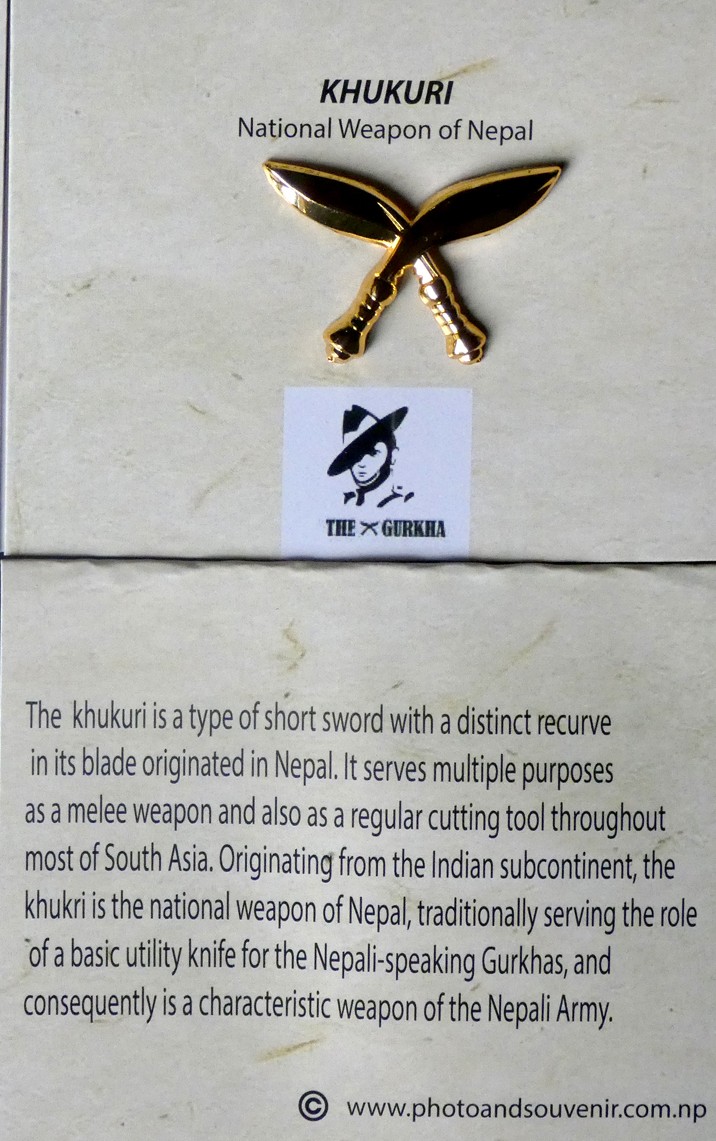 KHUKURI
National Weapon of Nepal
THE GURKHA
The khukuri is a type of short sword with a distinct recurve
in its blade originated in Nepal. It serves multiple purposes
as a melee weapon and also as a regular cutting tool throughout
most of South Asia. Originating from the Indian subcontinent, the
khukri is the national weapon of Nepal, traditionally serving the role
of a basic utility knife for the Nepali-speaking Gurkhas, and
consequently is a characteristic weapon of the Nepali Army.
© www.photoandsouvenir.com.np